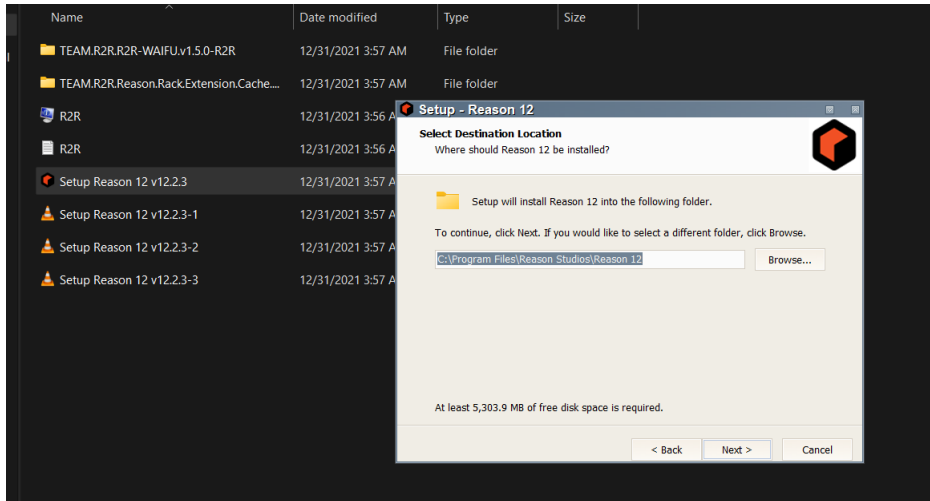 Name Date modified Type Size
TEAM.R2R.R2R-WAIFU.v1.5.0-R2R 12/31/2021 3:57 AM File folder
TEAM.R2R.Reason.Rack.Extension.Cache.... 12/31/2021 3:57 AM File folder
R2R 12/31/2021 3:56 A
R2R 12/31/2021 3:56 A
Setup Reason 12 v12.2.3 12/31/2021 3:57 A
Setup Reason 12 v12.2.3-1 12/31/2021 3:57 A
Setup Reason 12 v12.2.3-2 12/31/2021 3:57 A
Setup Reason 12 v12.2.3-3 12/31/2021 3:57 A
Setup - Reason 12
Select Destination Location
Where should Reason 12 be installed?
Setup will install Reason 12 into the following folder.
To continue, click Next. If you would like to select a different folder, click Browse.
C:\Program Files\Reason Studios\Reason 12 Browse...
At least 5,303.9 MB of free disk space is required.
< Back Next > Cancel